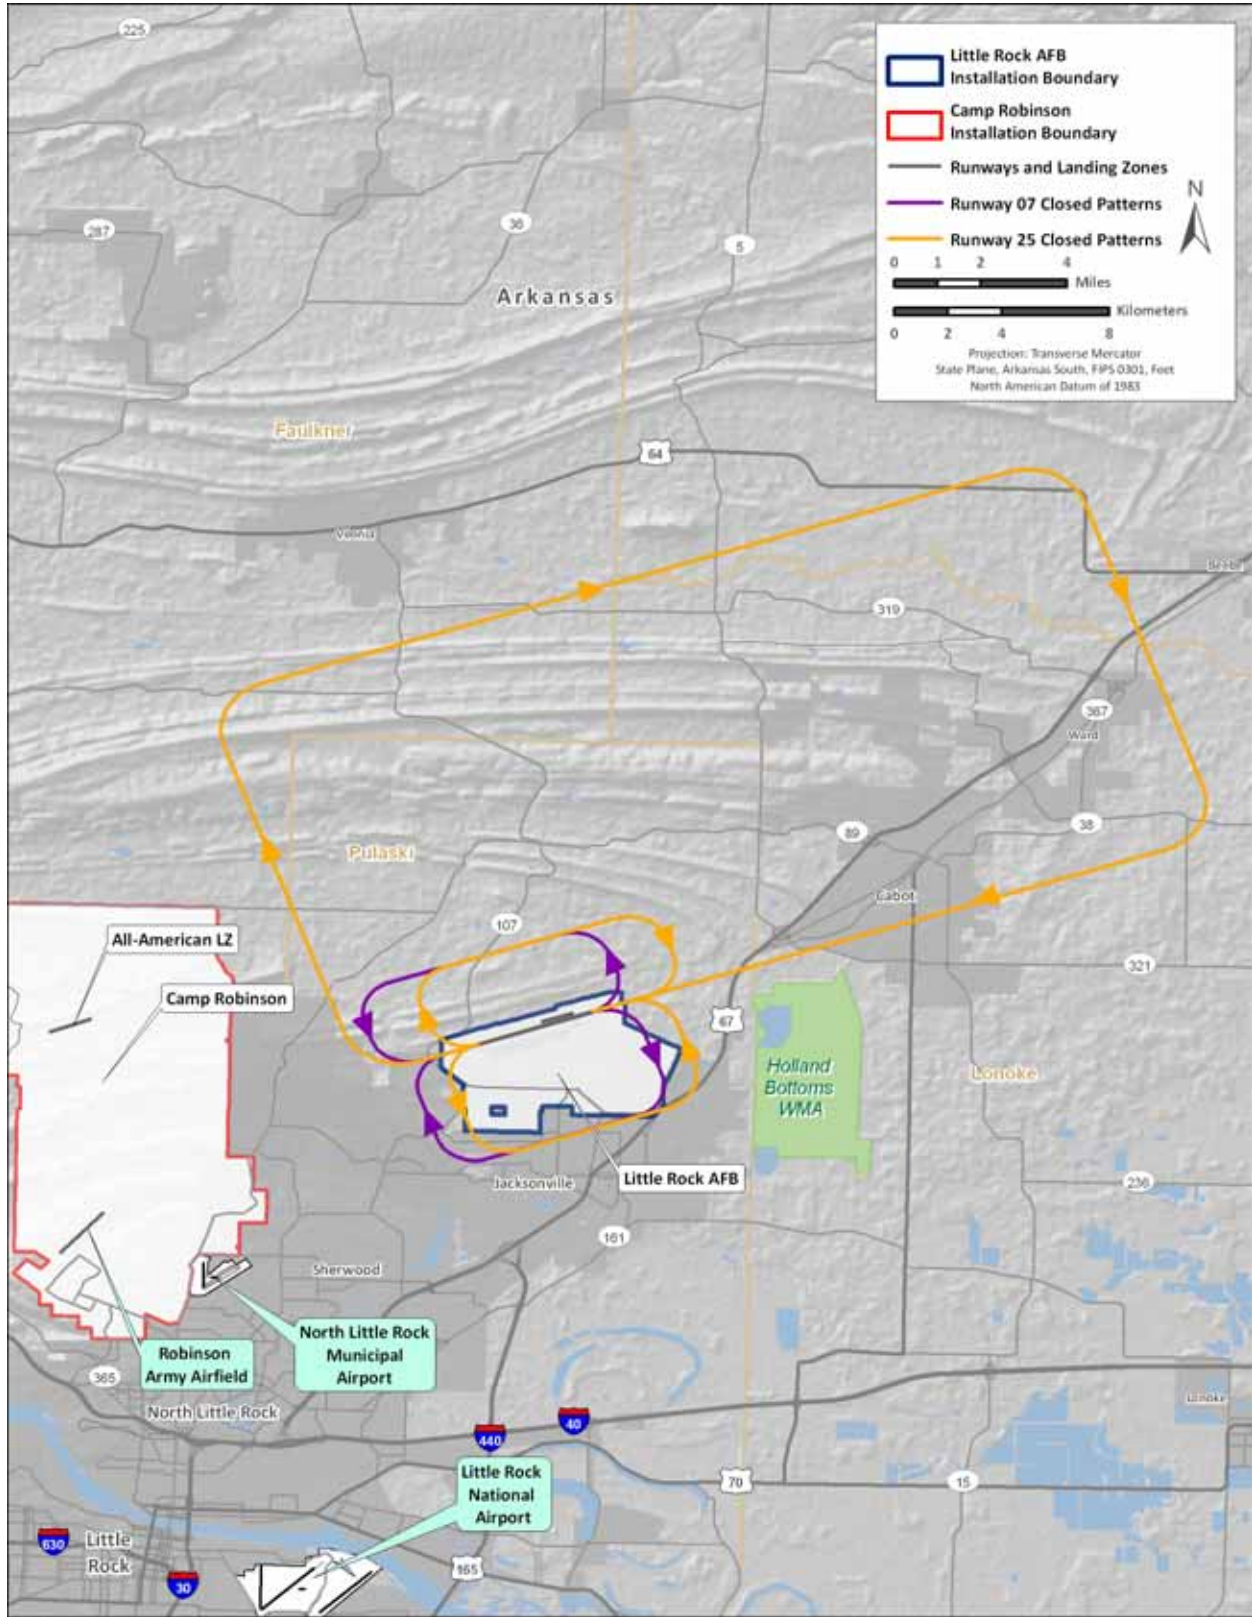 225
Little Rock AFB
Installation Boundary
Camp Robinson
Installation Boundary
Runways and Landing Zones
Runway 07 Closed Patterns
Runway 25 Closed Patterns
N
0 1 2 4
Miles
Kilometers
0 2 4 8
Projection: Transverse Mercator
State Plane, Arkansas South, FIPS 0301, Feet
North American Datum of 1983
36
287
5
Arkansas
Faulkner
64
Vilonia
Beebe
319
367
Ward
38
89
Pulaski
Cabot
107
All-American LZ
321
Camp Robinson
67
Holland
Bottoms
WMA
Lonoke
Little Rock AFB
Jacksonville
236
161
Sherwood
North Little Rock
Municipal
Airport
Robinson
Army Airfield
365
North Little Rock
Lonoke
40
440
Little Rock
National
Airport
70
15
630
Little
Rock
165
30